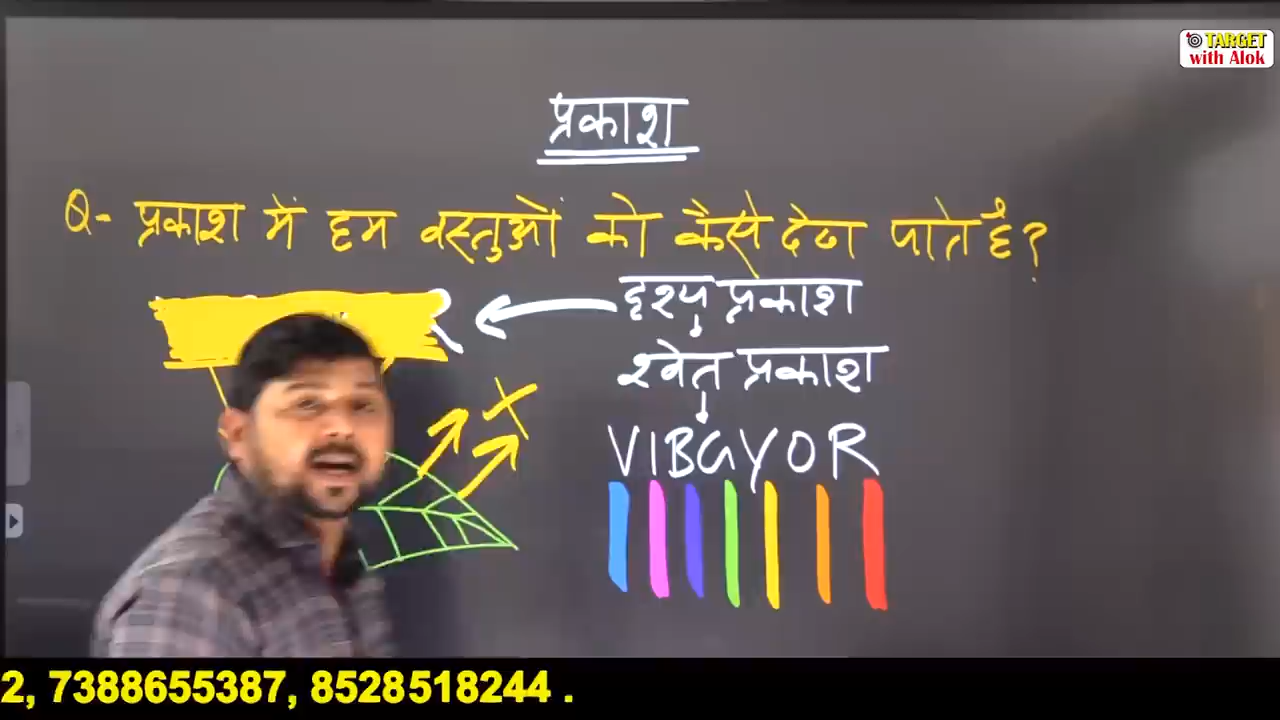 TARGET
with Alok
प्रकाश
Q- प्रकाश में हम वस्तुओं को कैसे देख पाते है?
दृश्य प्रकाश
R
श्वेत प्रकाश
VIBGYOR
2, 7388655387, 8528518244 .